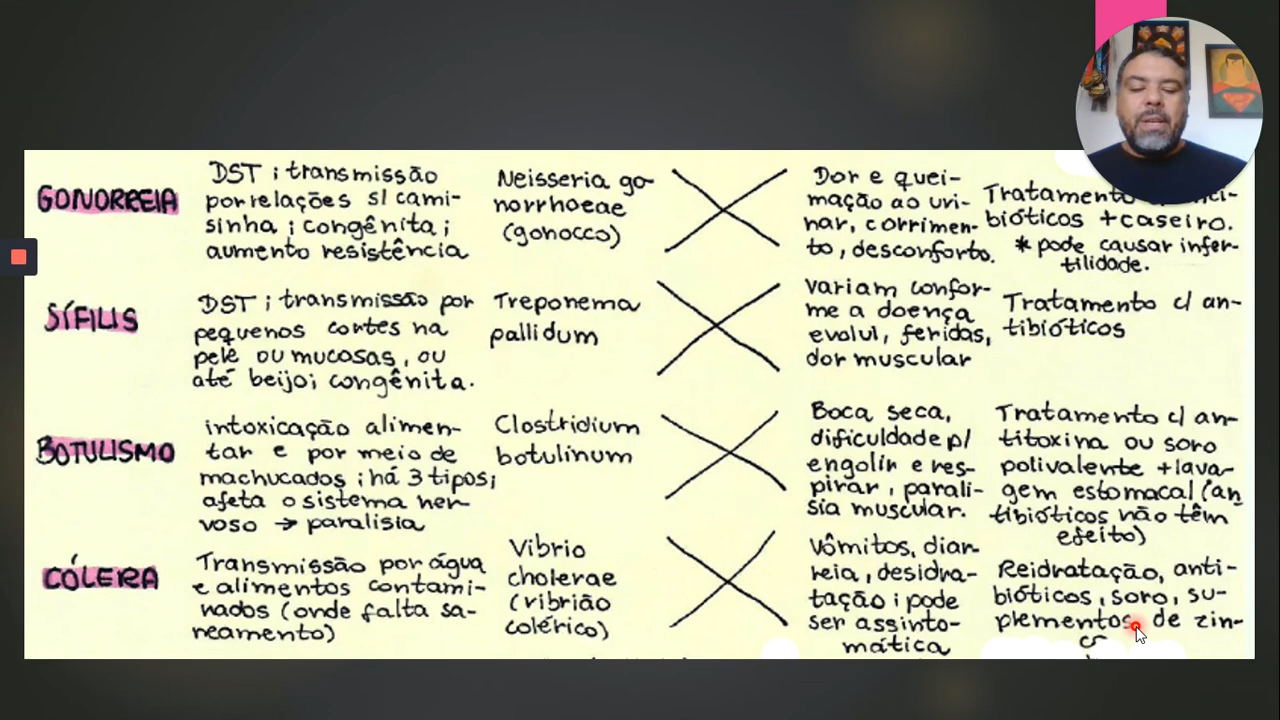 GONORREIA
DST; transmissão
por relações s/ cami-
sinha; congênita;
aumento resistência
Neisseria go-
norrhoeae
(gonocco)
Dor e quei-
mação ao uri-
nar, corrimen-
to, desconforto.
Tratamento
bióticos + caseiro.
* pode causar infer-
tilidade.
SÍFILIS
DST; transmissão por
pequenos cortes na
pele ou mucosas, ou
até beijo; congênita.
Treponema
pallidum
Variam confor-
me a doença
evolui, feridas,
dor muscular
Tratamento c/ an-
tibióticos
BOTULISMO
intoxicação alimen-
tar e por meio de
machucados; há 3 tipos;
afeta o sistema ner-
voso → paralisia
Clostridium
botulinum
Boca seca,
dificuldade p/
engolir e res-
pirar, parali-
sia muscular.
Tratamento c/ an-
titoxina ou soro
polivalente + lava-
gem estomacal (an
tibióticos não têm
efeito)
CÓLERA
Transmissão por água
e alimentos contami-
nados (onde falta sa-
neamento)
Vibrio
cholerae
(vibrião
colérico)
Vômitos, diar-
reia, desidra-
tação; pode
ser assinto-
mática
Reidratação, anti-
bióticos, soro, su-
plementos de zin-
co